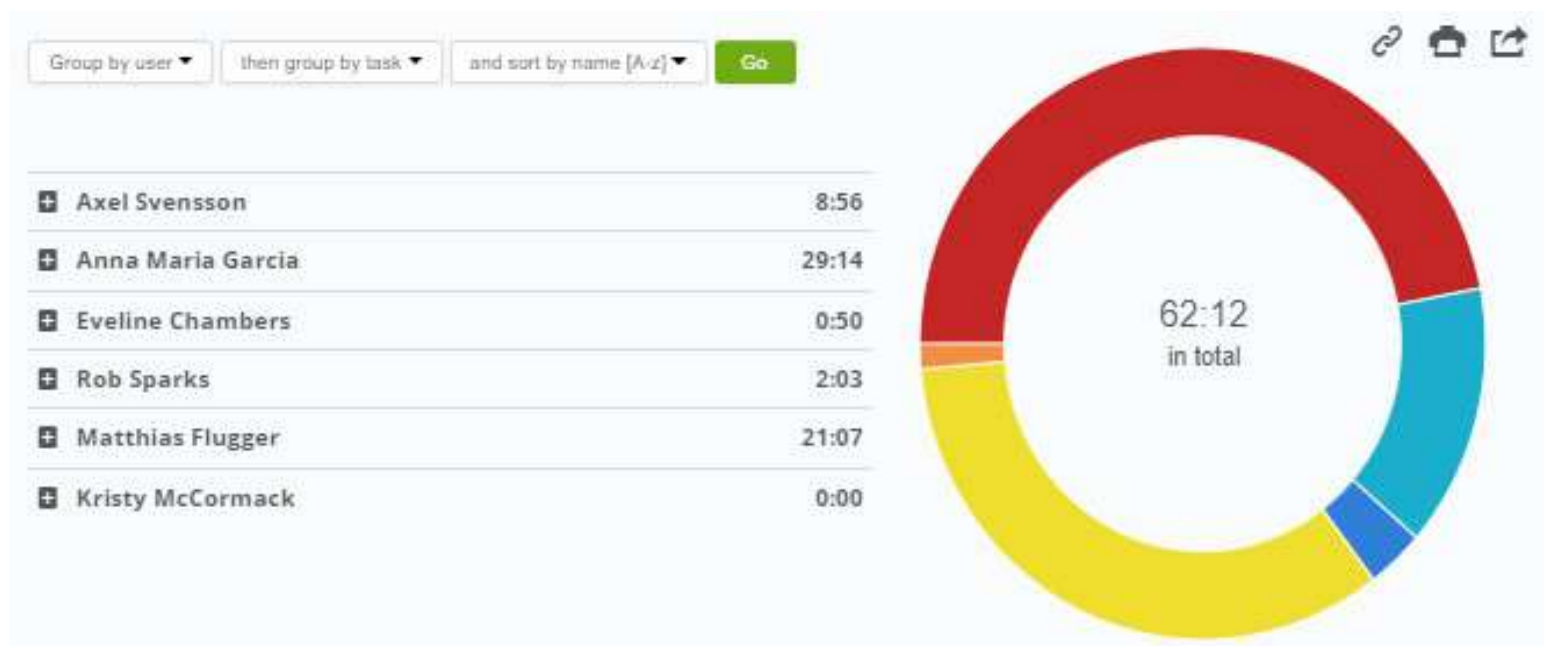 Group by user then group by task and sort by name [A-z] Go
Axel Svensson 8:56
Anna Maria Garcia 29:14
Eveline Chambers 0:50
Rob Sparks 2:03
Matthias Flugger 21:07
Kristy McCormack 0:00
62:12
in total